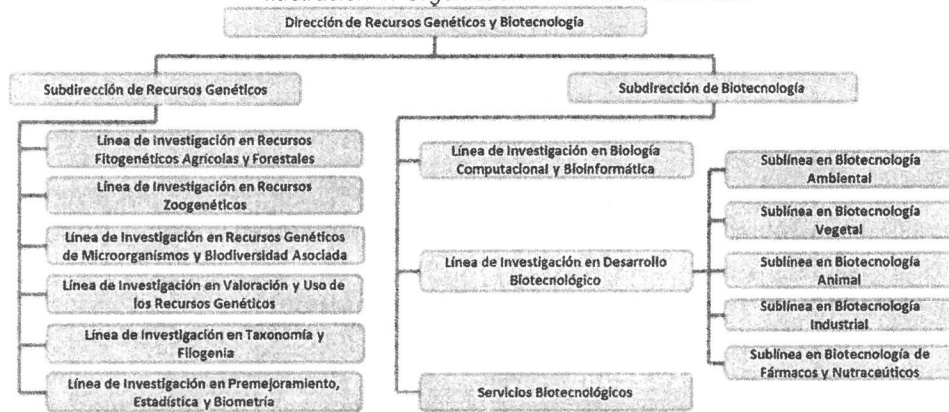 Dirección de Recursos Genéticos y Biotecnología
Subdirección de Recursos Genéticos
Línea de Investigación en Recursos
Fitogenéticos Agrícolas y Forestales
Línea de Investigación en Recursos
Zoogenéticos
Línea de Investigación en Recursos Genéticos
de Microorganismos y Biodiversidad Asociada
Línea de Investigación en Valoración y Uso de
los Recursos Genéticos
Línea de Investigación en Taxonomía y
Filogenia
Línea de Investigación en Premejoramiento,
Estadística y Biometría
Subdirección de Biotecnología
Línea de Investigación en Biología
Computacional y Bioinformática
Línea de Investigación en Desarrollo
Biotecnológico
Servicios Biotecnológicos
Sublínea en Biotecnología
Ambiental
Sublínea en Biotecnología
Vegetal
Sublínea en Biotecnología
Animal
Sublínea en Biotecnología
Industrial
Sublínea en Biotecnología de
Fármacos y Nutraceúticos